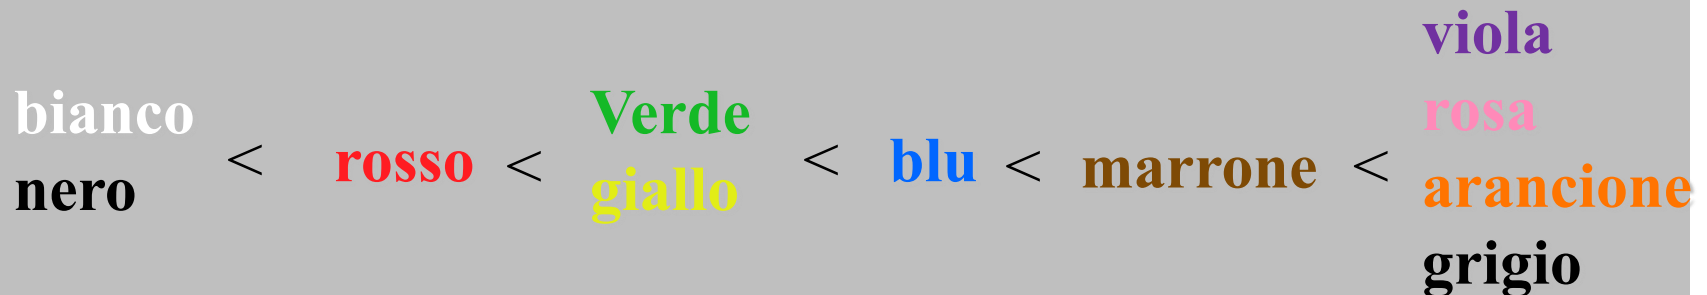 bianco
nero
<
rosso
<
Verde
giallo
<
blu
<
marrone
<
viola
rosa
arancione
grigio